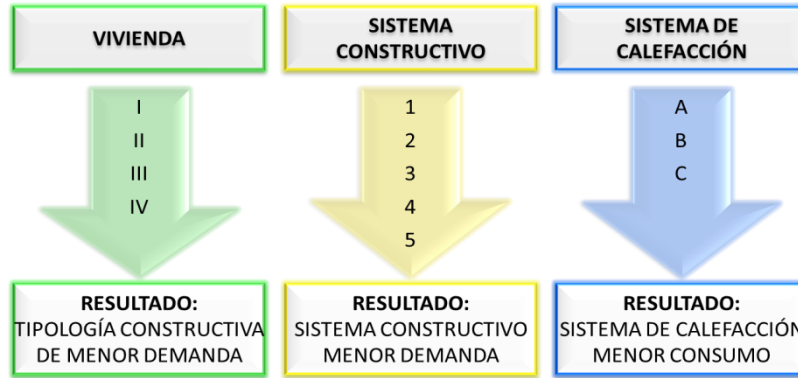 VIVIENDA
I
II
III
IV
RESULTADO:
TIPOLOGÍA CONSTRUCTIVA
DE MENOR DEMANDA
SISTEMA
CONSTRUCTIVO
1
2
3
4
5
RESULTADO:
SISTEMA CONSTRUCTIVO
MENOR DEMANDA
SISTEMA DE
CALEFACCIÓN
A
B
C
RESULTADO:
SISTEMA DE CALEFACCIÓN
MENOR CONSUMO